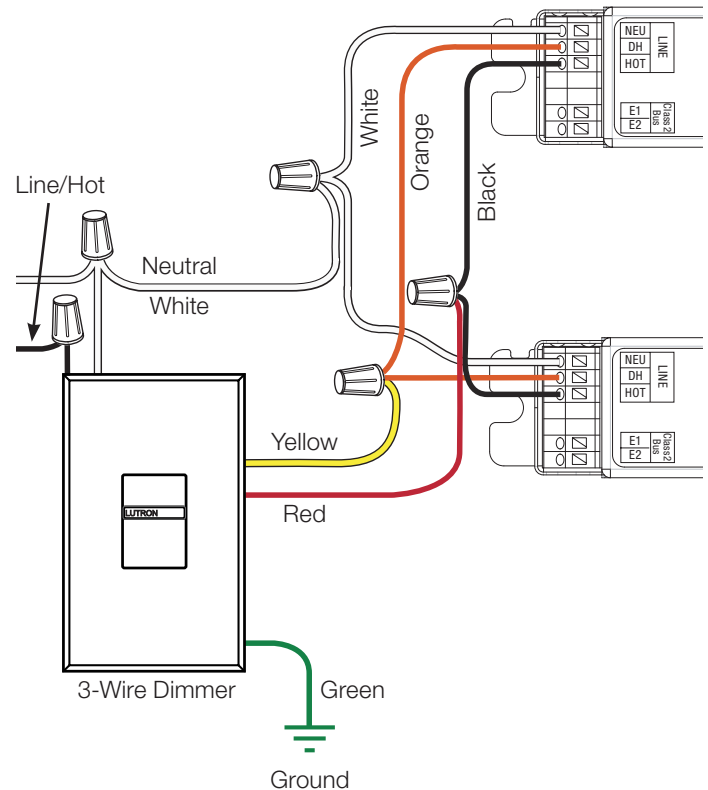 NEU
DH
HOT
LINE
E1
E2
Class 2
Bus
White
Orange
Black
Line/Hot
Neutral
White
NEU
DH
HOT
LINE
E1
E2
Class 2
Bus
Yellow
LUTRON
Red
3-Wire Dimmer
Green
Ground